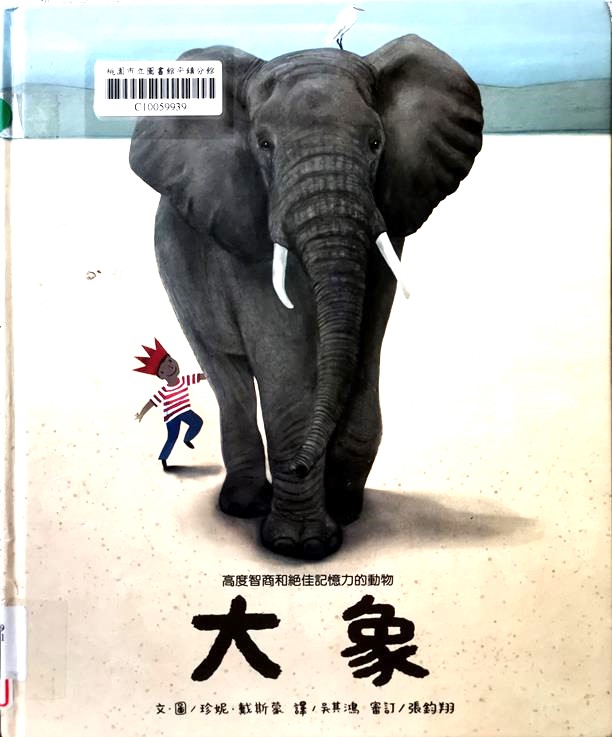 桃園市立圖書館平鎮分館
C10059939
高度智商和絕佳記憶力的動物
大象
文・圖/珍妮・戴斯蒙 譯/吳其鴻 審訂/張鈞翔
9
1